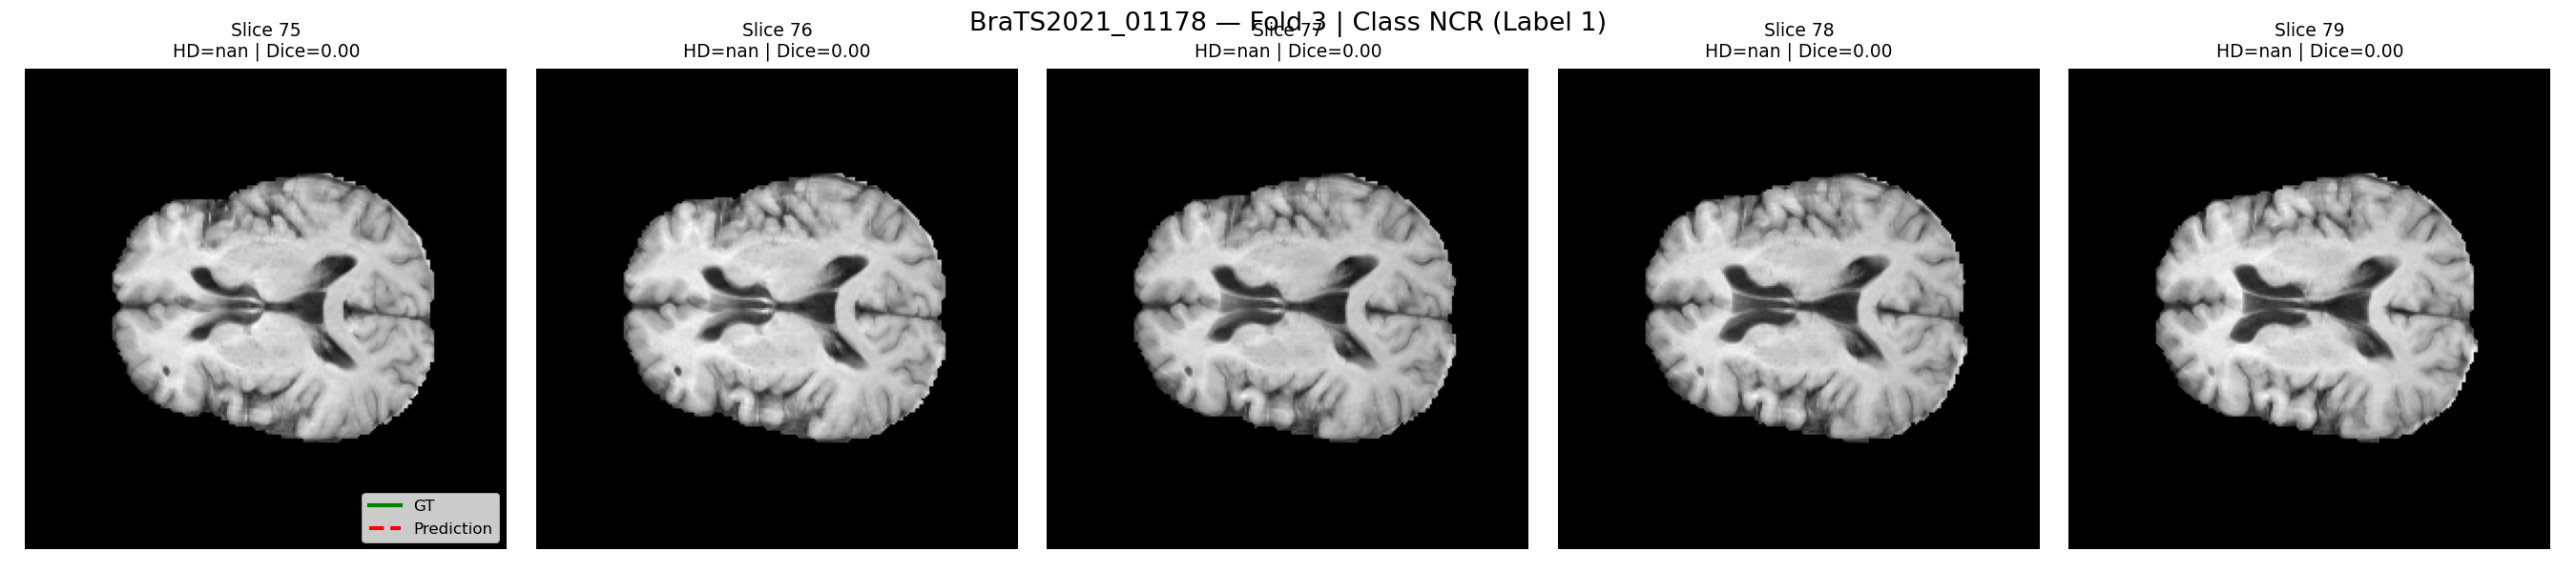 BraTS2021_01178 — Fold 3 | Class NCR (Label 1)
Slice 75
HD=nan | Dice=0.00
Slice 76
HD=nan | Dice=0.00
Slice 77
HD=nan | Dice=0.00
Slice 78
HD=nan | Dice=0.00
Slice 79
HD=nan | Dice=0.00
GT
Prediction